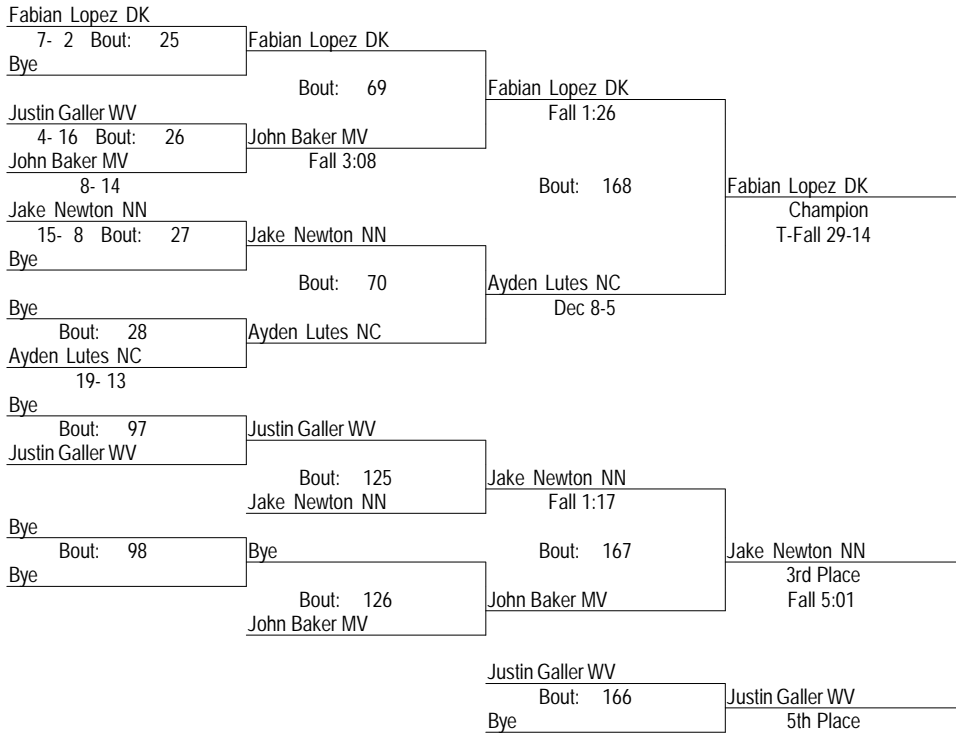 Fabian Lopez DK
7- 2 Bout: 25
Fabian Lopez DK
Bye
Bout: 69
Fabian Lopez DK
Justin Galler WV
Fall 1:26
4- 16 Bout: 26
John Baker MV
John Baker MV
Fall 3:08
8- 14
Bout: 168
Fabian Lopez DK
Jake Newton NN
Champion
15- 8 Bout: 27
Jake Newton NN
T-Fall 29-14
Bye
Bout: 70
Ayden Lutes NC
Bye
Dec 8-5
Bout: 28
Ayden Lutes NC
Ayden Lutes NC
19- 13
Bye
Bout: 97
Justin Galler WV
Justin Galler WV
Bout: 125
Jake Newton NN
Jake Newton NN
Fall 1:17
Bye
Bout: 98
Bye
Bout: 167
Jake Newton NN
Bye
3rd Place
Bout: 126
John Baker MV
Fall 5:01
John Baker MV
Justin Galler WV
Bout: 166
Justin Galler WV
Bye
5th Place